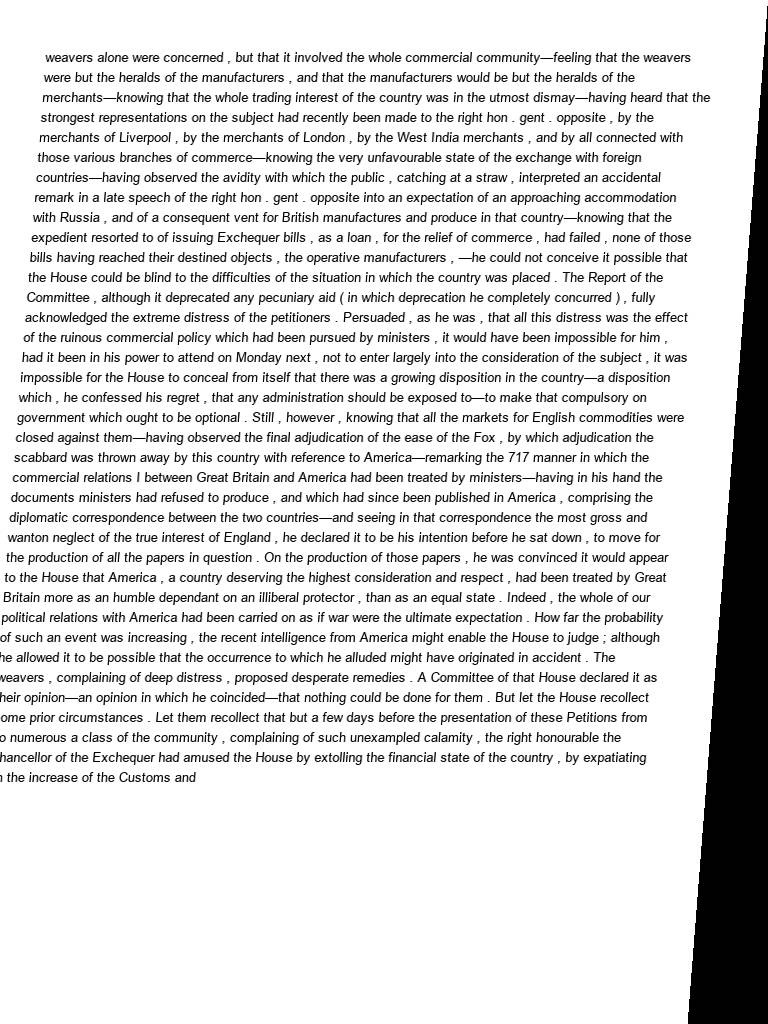 weavers alone were concerned , but that it involved the whole commercial community—feeling that the weavers
were but the heralds of the manufacturers , and that the manufacturers would be but the heralds of the
merchants—knowing that the whole trading interest of the country was in the utmost dismay—having heard that the
strongest representations on the subject had recently been made to the right hon . gent . opposite , by the
merchants of Liverpool , by the merchants of London , by the West India merchants , and by all connected with
those various branches of commerce—knowing the very unfavourable state of the exchange with foreign
countries—having observed the avidity with which the public , catching at a straw , interpreted an accidental
remark in a late speech of the right hon . gent . opposite into an expectation of an approaching accommodation
with Russia , and of a consequent vent for British manufactures and produce in that country—knowing that the
expedient resorted to of issuing Exchequer bills , as a loan , for the relief of commerce , had failed , none of those
bills having reached their destined objects , the operative manufacturers , —he could not conceive it possible that
the House could be blind to the difficulties of the situation in which the country was placed . The Report of the
Committee , although it deprecated any pecuniary aid ( in which deprecation he completely concurred ) , fully
acknowledged the extreme distress of the petitioners . Persuaded , as he was , that all this distress was the effect
of the ruinous commercial policy which had been pursued by ministers , it would have been impossible for him ,
had it been in his power to attend on Monday next , not to enter largely into the consideration of the subject , it was
impossible for the House to conceal from itself that there was a growing disposition in the country—a disposition
which , he confessed his regret , that any administration should be exposed to—to make that compulsory on
government which ought to be optional . Still , however , knowing that all the markets for English commodities were
closed against them—having observed the final adjudication of the ease of the Fox , by which adjudication the
scabbard was thrown away by this country with reference to America—remarking the 717 manner in which the
commercial relations I between Great Britain and America had been treated by ministers—having in his hand the
documents ministers had refused to produce , and which had since been published in America , comprising the
diplomatic correspondence between the two countries—and seeing in that correspondence the most gross and
wanton neglect of the true interest of England , he declared it to be his intention before he sat down , to move for
the production of all the papers in question . On the production of those papers , he was convinced it would appear
to the House that America , a country deserving the highest consideration and respect , had been treated by Great
Britain more as an humble dependant on an illiberal protector , than as an equal state . Indeed , the whole of our
political relations with America had been carried on as if war were the ultimate expectation . How far the probability
of such an event was increasing , the recent intelligence from America might enable the House to judge ; although
he allowed it to be possible that the occurrence to which he alluded might have originated in accident . The
weavers , complaining of deep distress , proposed desperate remedies . A Committee of that House declared it as
heir opinion—an opinion in which he coincided—that nothing could be done for them . But let the House recollect
ome prior circumstances . Let them recollect that but a few days before the presentation of these Petitions from
o numerous a class of the community , complaining of such unexampled calamity , the right honourable the
hancellor of the Exchequer had amused the House by extolling the financial state of the country , by expatiating
n the increase of the Customs and